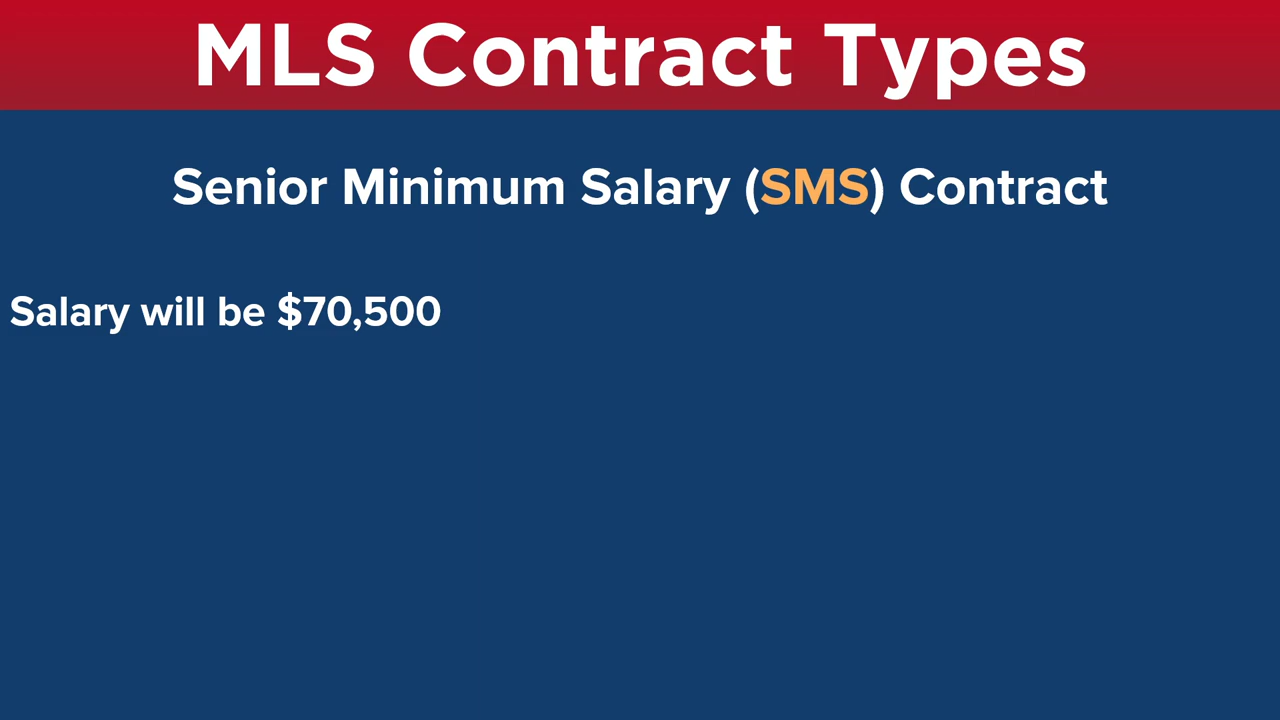 MLS Contract Types
Senior Minimum Salary (SMS) Contract
Salary will be $70,500